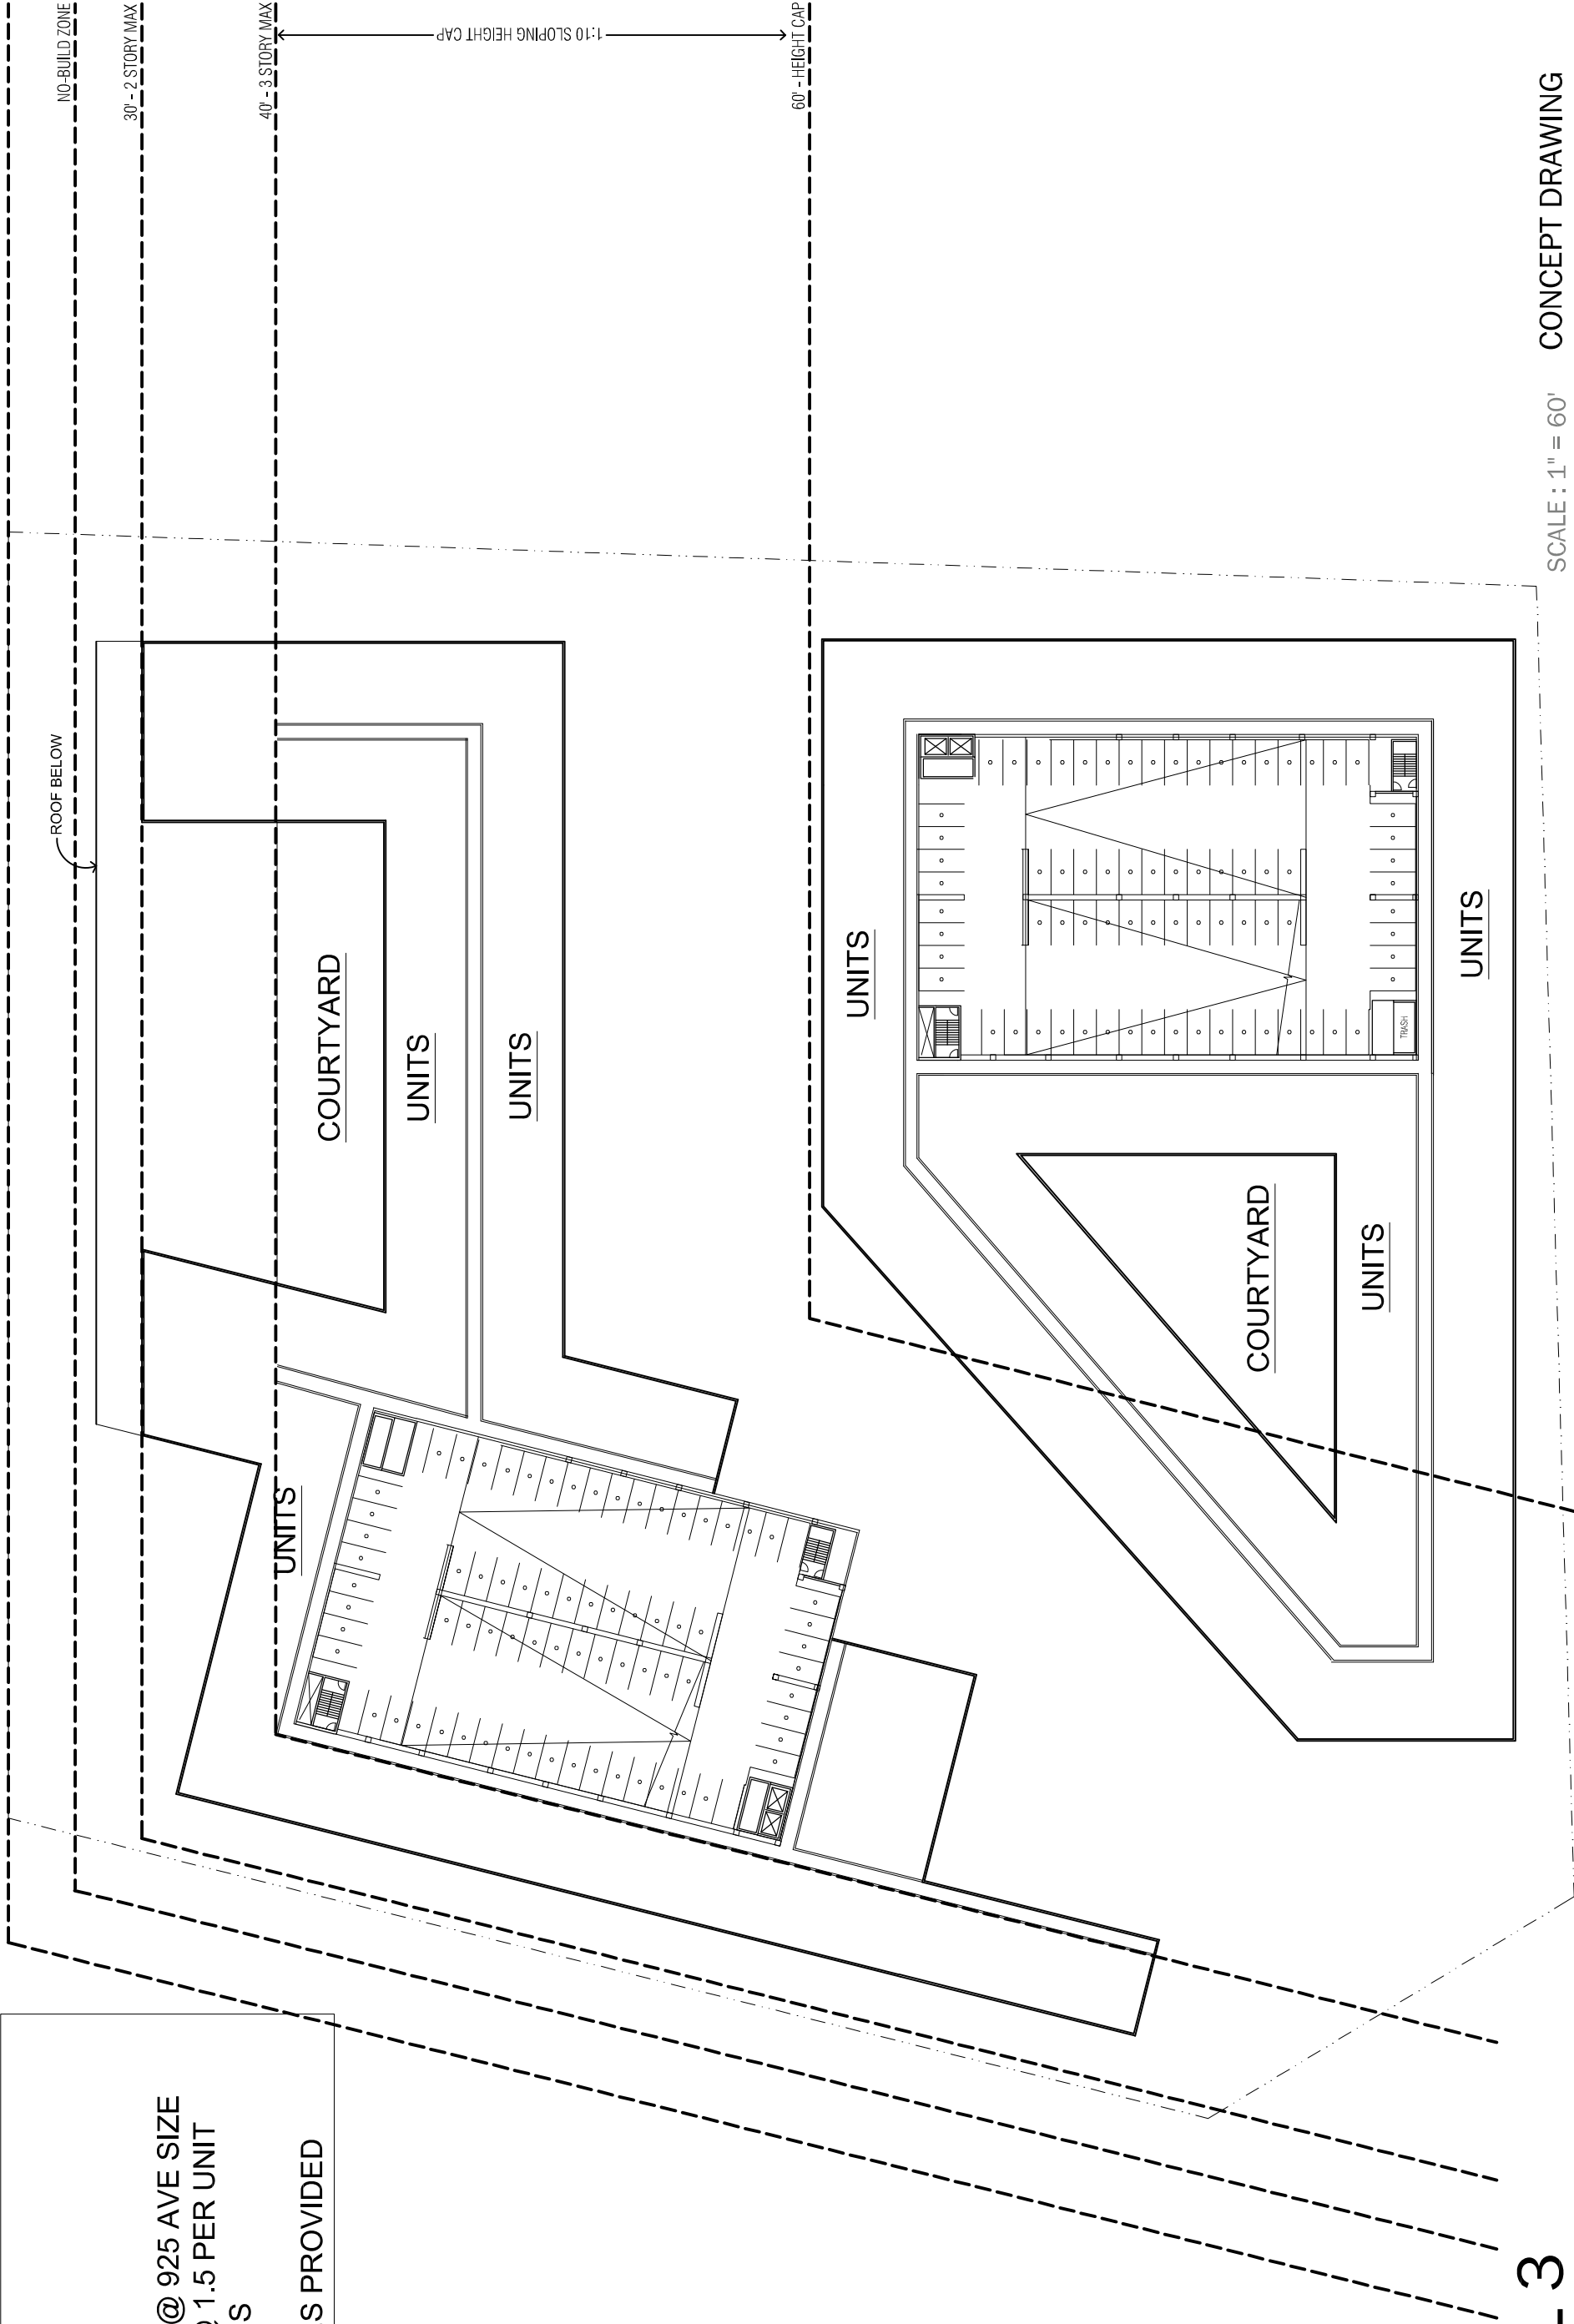 NO-BUILD ZONE
30' - 2 STORY MAX
40' - 3 STORY MAX
1:10 SLOPING HEIGHT CAP
60' - HEIGHT CAP
ROOF BELOW
COURTYARD
UNITS
UNITS
UNITS
UNITS
UNITS
TRASH
COURTYARD
UNITS
@ 925 AVE SIZE
1.5 PER UNIT
S
S PROVIDED
3
SCALE : 1" = 60'
CONCEPT DRAWING